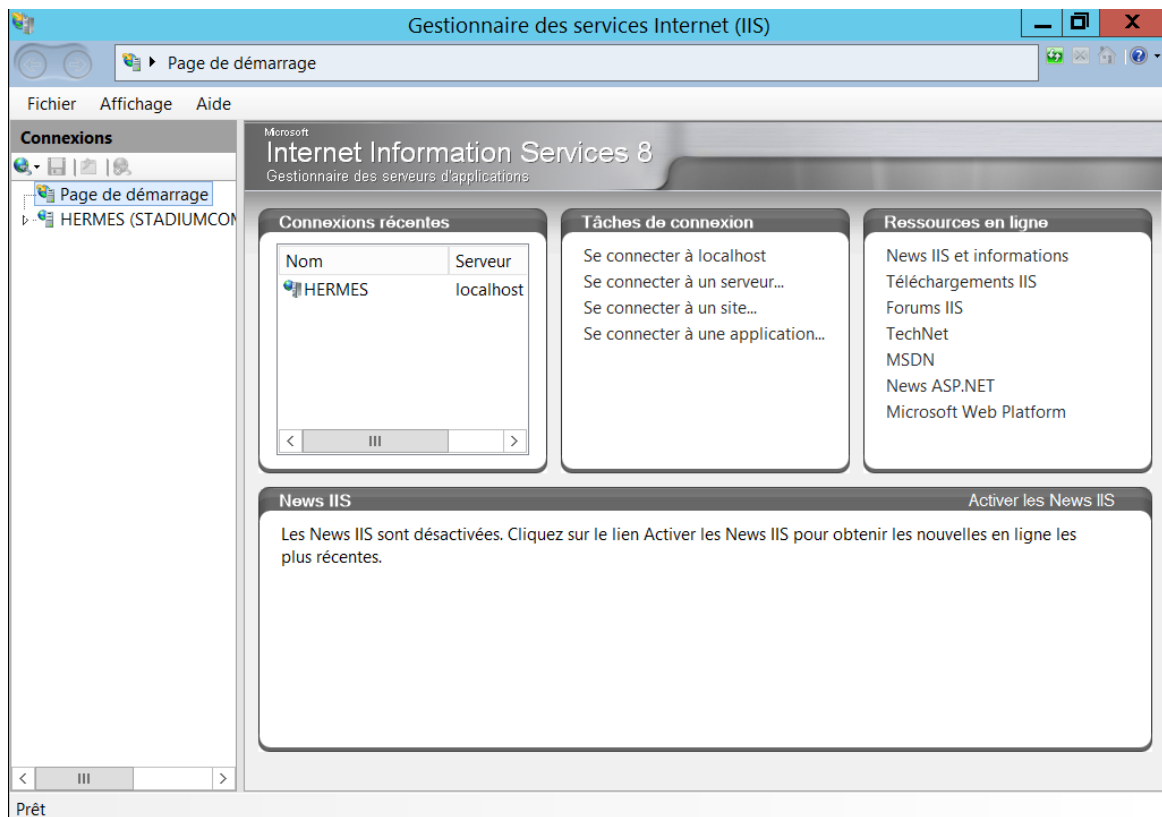 Gestionnaire des services Internet (IIS)
Page de démarrage
Fichier Affichage Aide
Connexions
Page de démarrage
HERMES (STADIUMCOM
Microsoft
Internet Information Services 8
Gestionnaire des serveurs d'applications
Connexions récentes
Nom Serveur
HERMES localhost
Tâches de connexion
Se connecter à localhost
Se connecter à un serveur...
Se connecter à un site...
Se connecter à une application...
Ressources en ligne
News IIS et informations
Téléchargements IIS
Forums IIS
TechNet
MSDN
News ASP.NET
Microsoft Web Platform
News IIS Activer les News IIS
Les News IIS sont désactivées. Cliquez sur le lien Activer les News IIS pour obtenir les nouvelles en ligne les
plus récentes.
Prêt